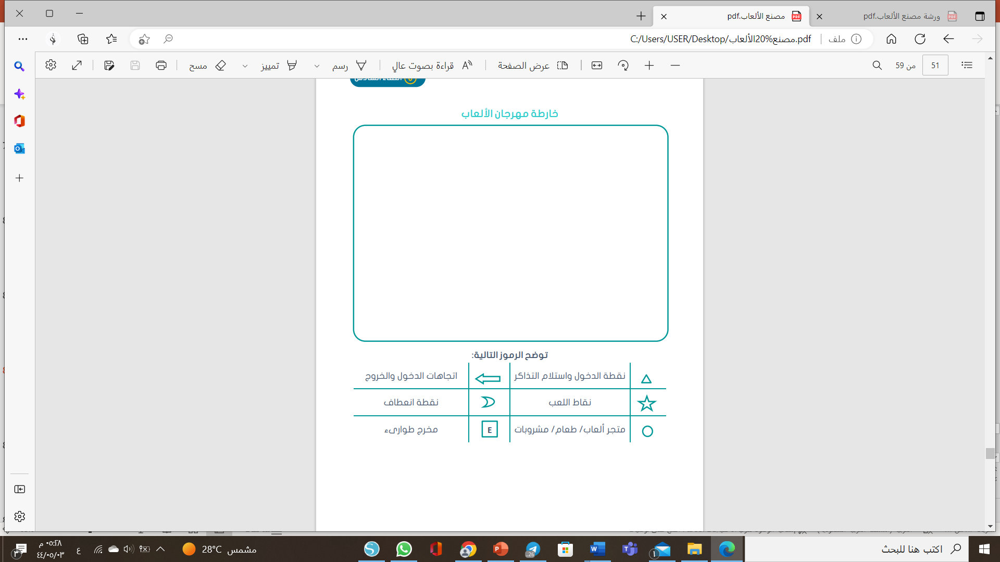 ورشة مصنع الألعاب.pdf
مصنع الألعاب.pdf
ملف
C:/Users/USER/Desktop/مصنع%20الألعاب.pdf
51
من 59
عرض الصفحة
قراءة بصوت عالٍ
رسم
تمييز
مسح
خارطة مهرجان الألعاب
توضح الرموز التالية:
نقطة الدخول واستلام التذاكر
اتجاهات الدخول والخروج
نقاط اللعب
نقطة انعطاف
متجر ألعاب/ طعام/ مشروبات
E
مخرج طوارىء
اكتب هنا للبحث
28°C مشمس
ع
٠٥:٢٨ م
٤٤/٠٥/٠٣